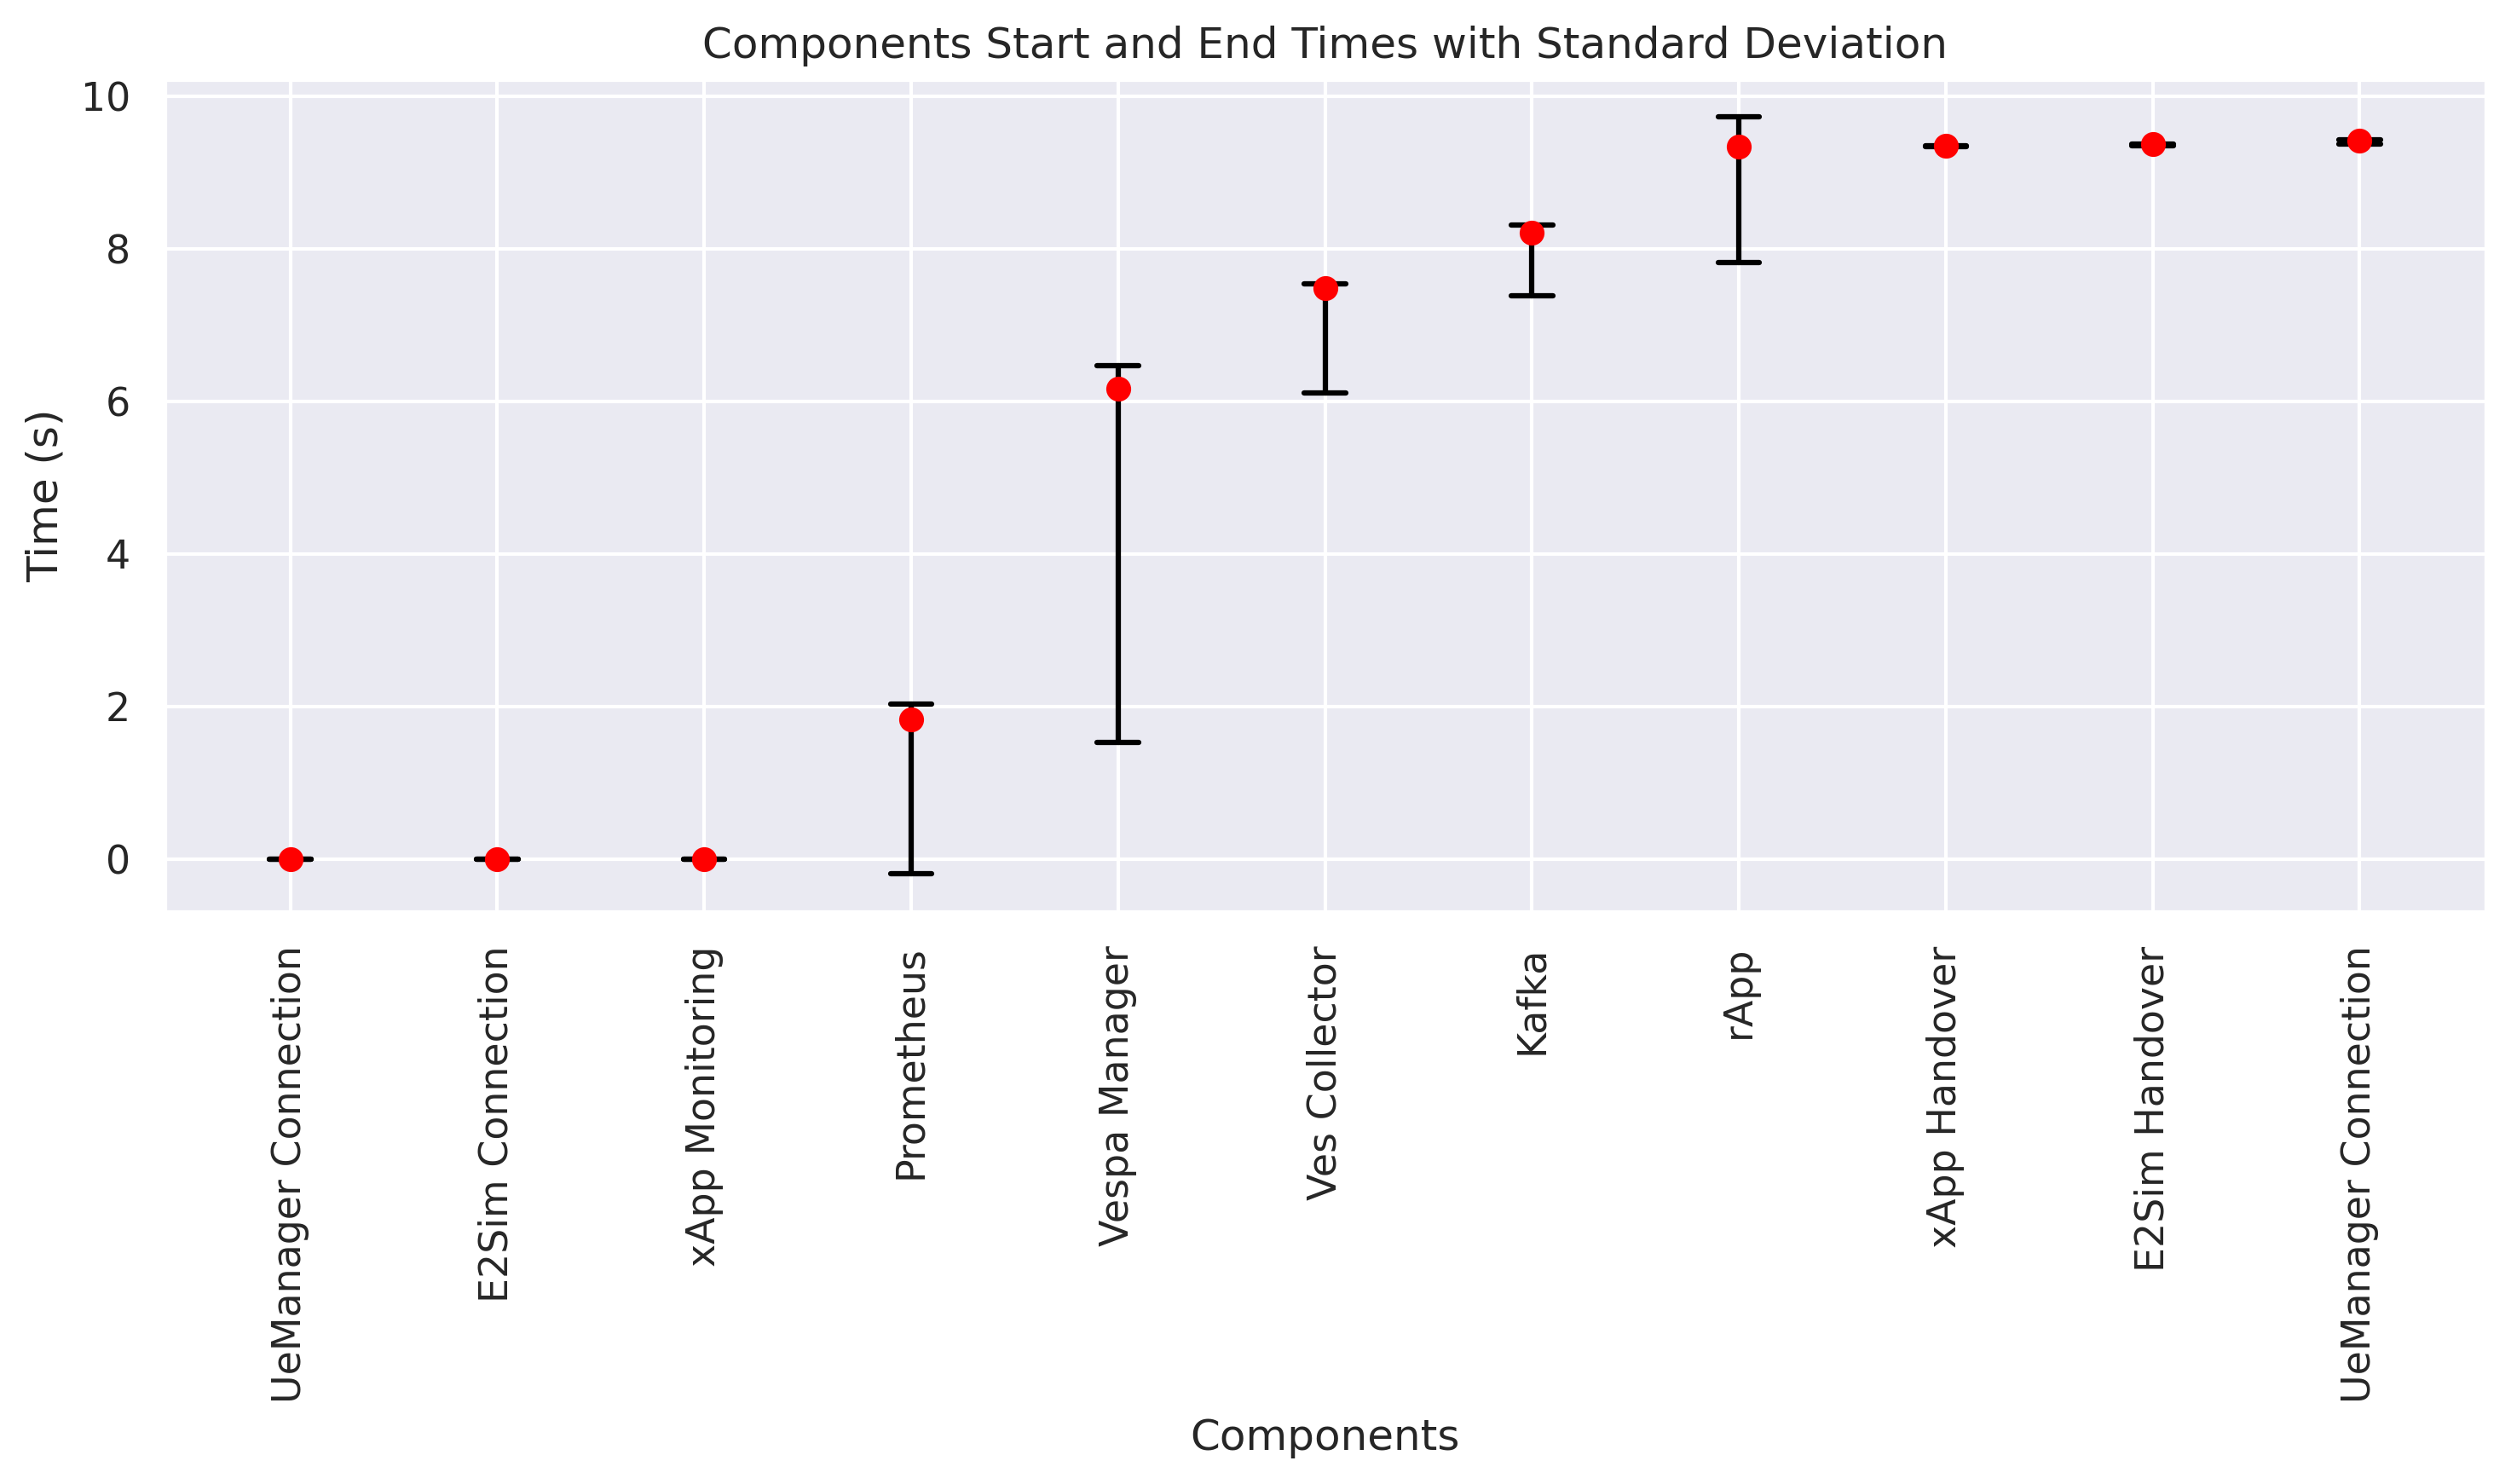 Components Start and End Times with Standard Deviation
Time (s)
10
8
6
4
2
0
UeManager Connection
E2Sim Connection
xApp Monitoring
Prometheus
Vespa Manager
Ves Collector
Kafka
rApp
xApp Handover
E2Sim Handover
UeManager Connection
Components